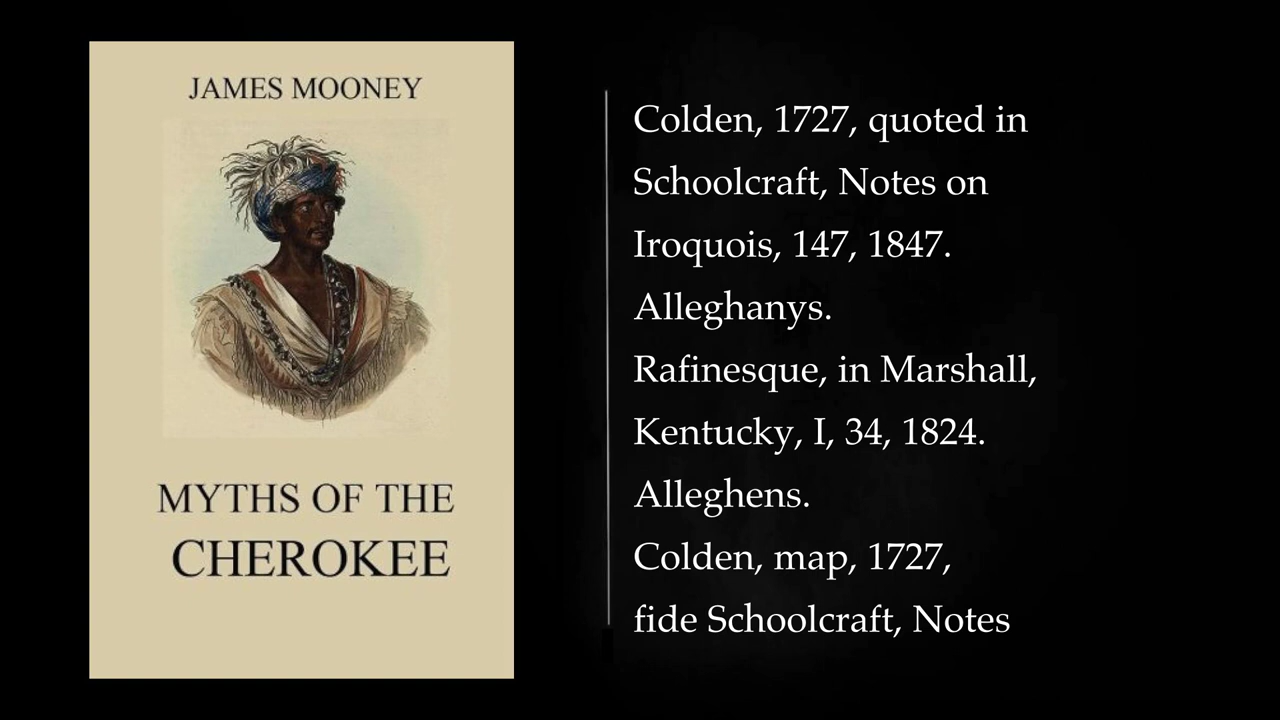 JAMES MOONEY
MYTHS OF THE
CHEROKEE
Colden, 1727, quoted in
Schoolcraft, Notes on
Iroquois, 147, 1847.
Alleghanys.
Rafinesque, in Marshall,
Kentucky, I, 34, 1824.
Alleghens.
Colden, map, 1727,
fide Schoolcraft, Notes